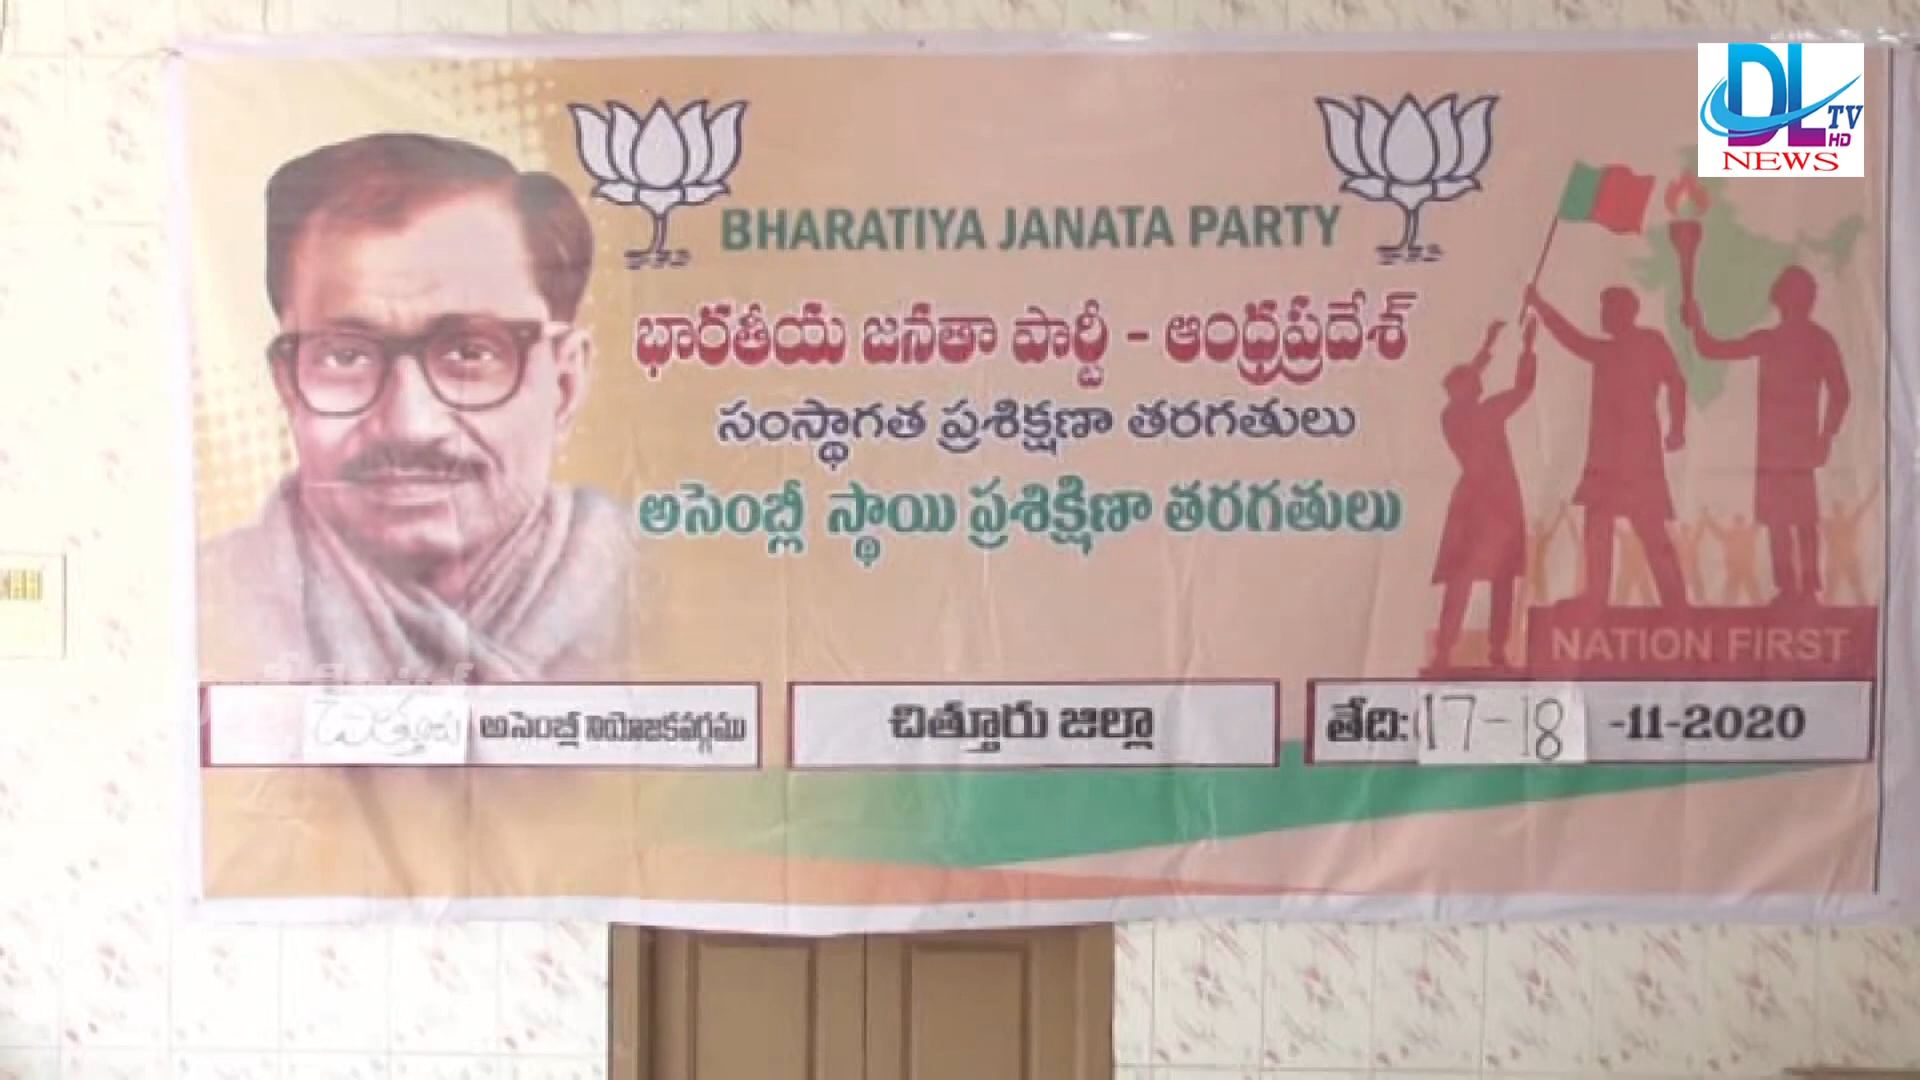 DL TV HD
NEWS
BHARATIYA JANATA PARTY
భారతీయ జనతా పార్టీ - ఆంధ్రప్రదేశ్
సంస్థాగత ప్రశిక్షణా తరగతులు
అసెంబ్లీ స్థాయి ప్రశిక్షిణా తరగతులు
NATION FIRST
చిత్తూరు అసెంబ్లీ నియోజకవర్గము
చిత్తూరు జిల్లా
తేది: 17-18 -11-2020